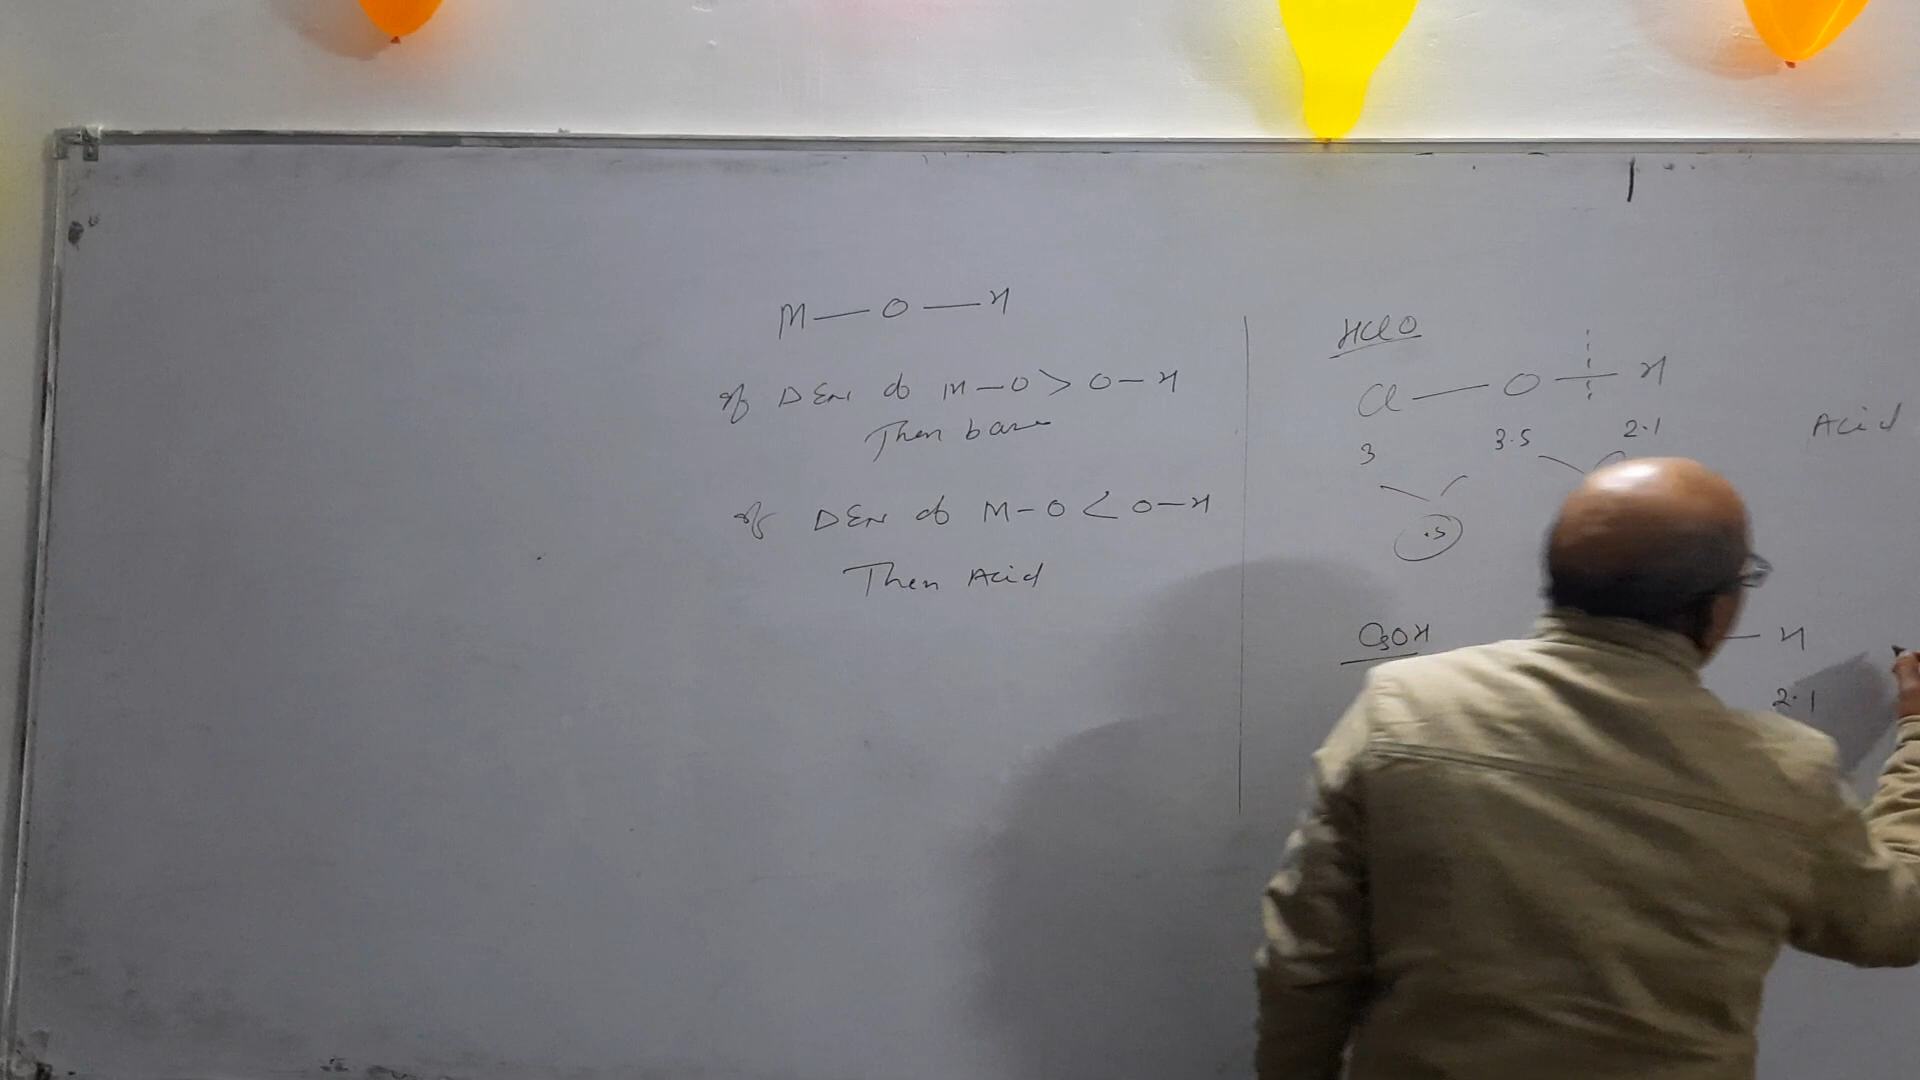 M — O — H
If ΔEN of M—O > O—H
Then base
If ΔEN of M—O < O—H
Then Acid
HClO
Cl — O — H
3 3.5 2.1
Acid
.5
CsOH — H
2.1